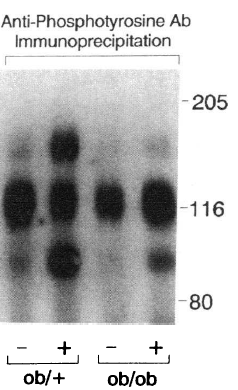 Anti-Phosphotyrosine Ab
Immunoprecipitation
-205
-116
-80
− + − +
ob/+ ob/ob